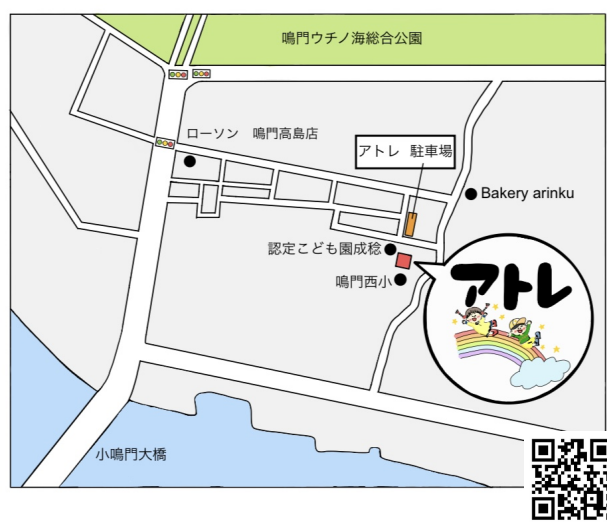 鳴門ウチノ海総合公園
ローソン　鳴門高島店
アトレ　駐車場
Bakery arinku
認定こども園成稔
鳴門西小
アトレ
小鳴門大橋